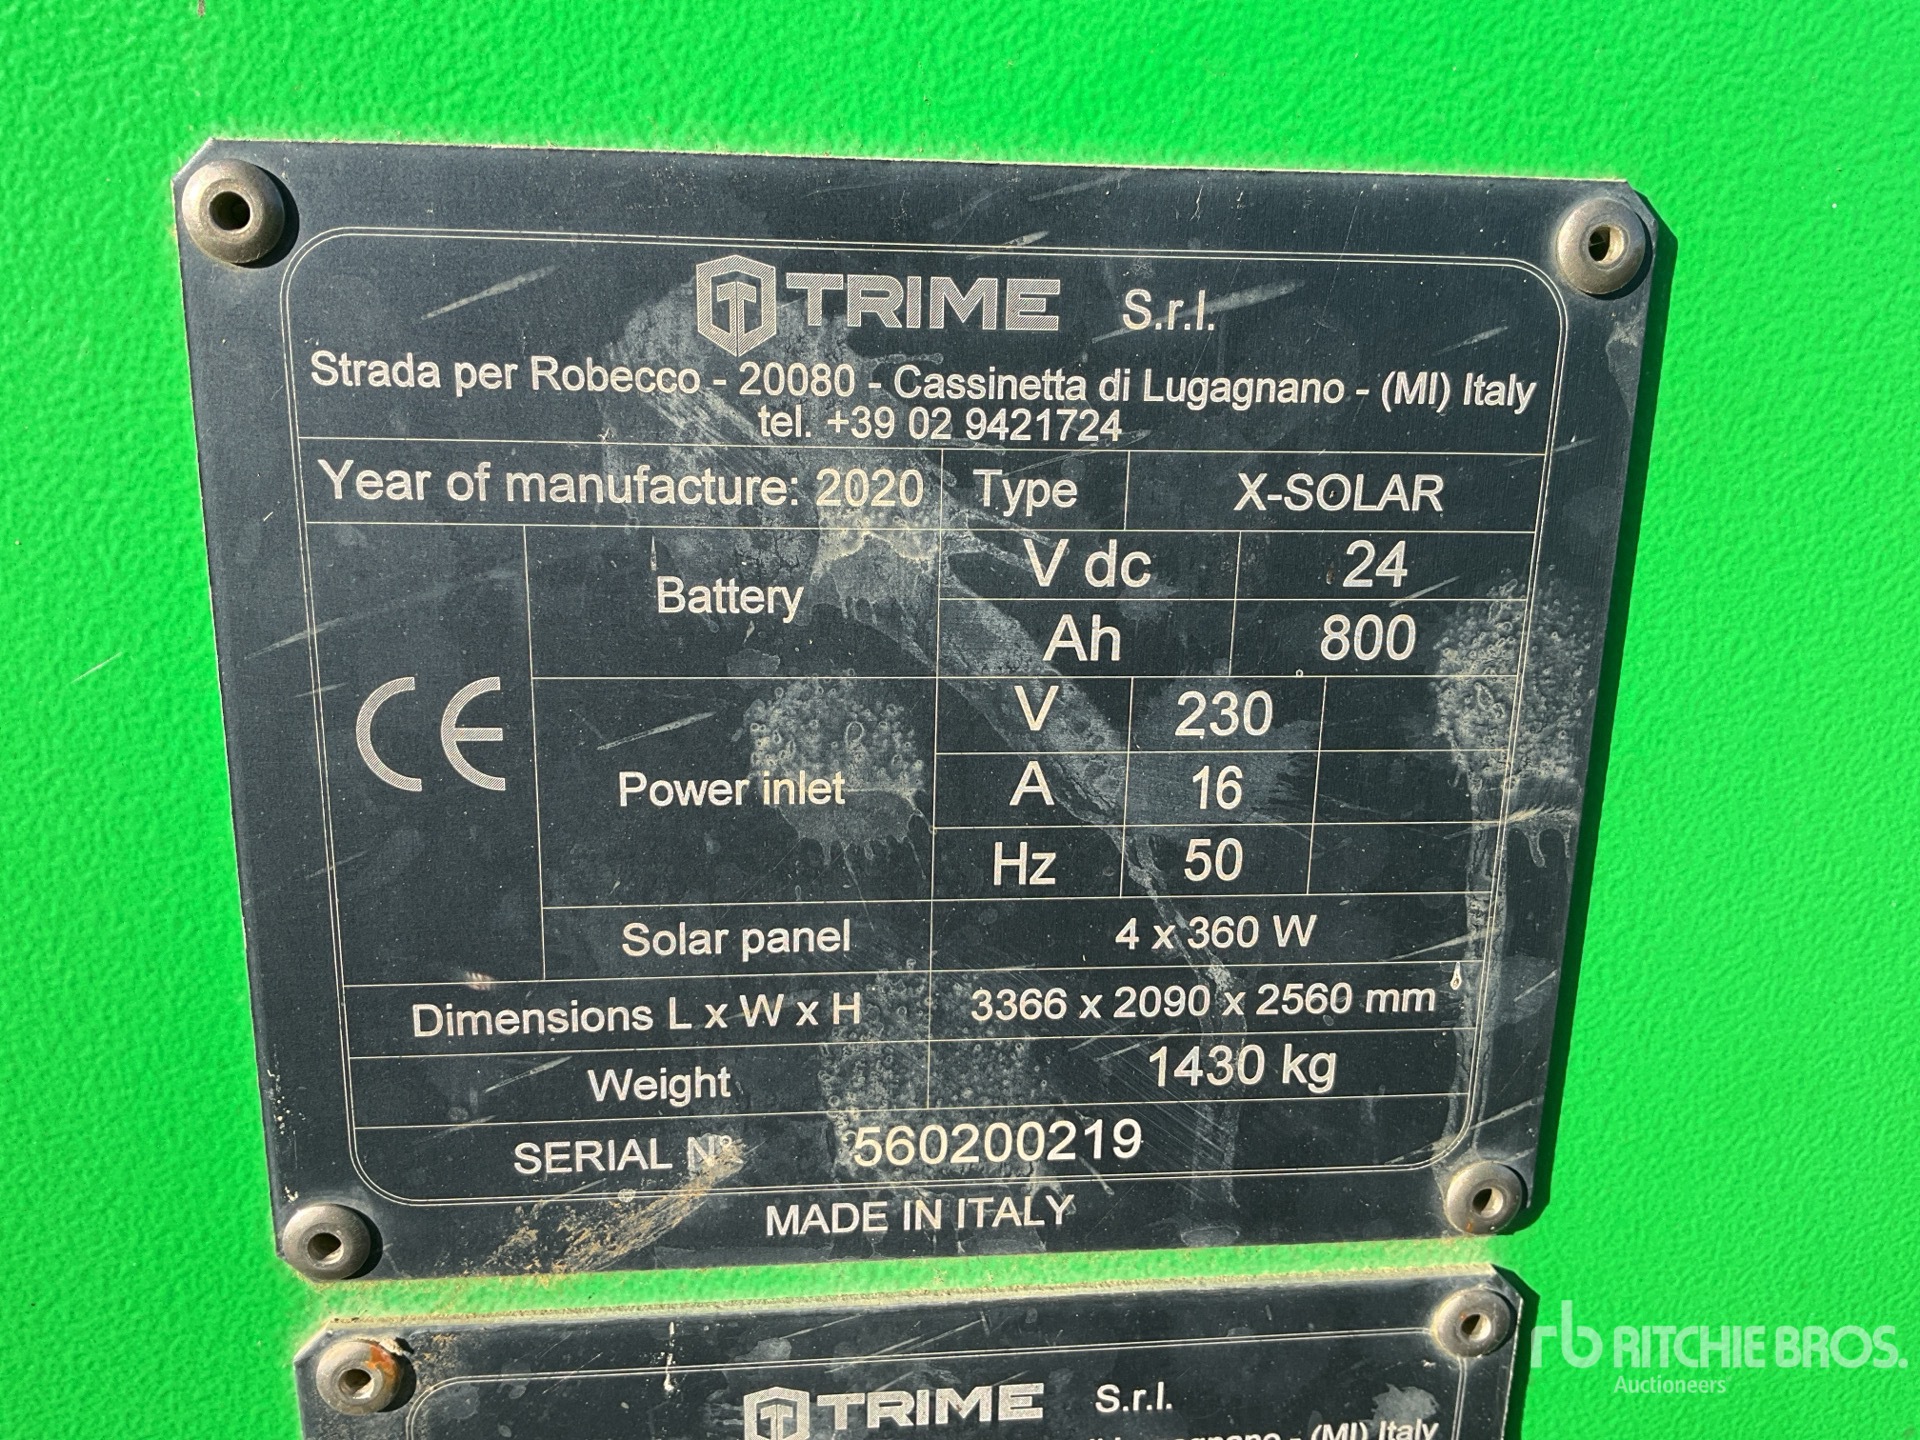 TRIME S.r.l.
Strada per Robecco - 20080 - Cassinetta di Lugagnano - (MI) Italy
tel. +39 02 9421724
Year of manufacture: 2020 Type X-SOLAR
CE
Battery
V dc 24
Ah 800
Power inlet
V 230
A 16
Hz 50
Solar panel 4 x 360 W
Dimensions L x W x H 3366 x 2090 x 2560 mm
Weight 1430 kg
SERIAL N° 560200219
MADE IN ITALY
TRIME S.r.l.
- (MI) Italy
rb RITCHIE BROS.
Auctioneers